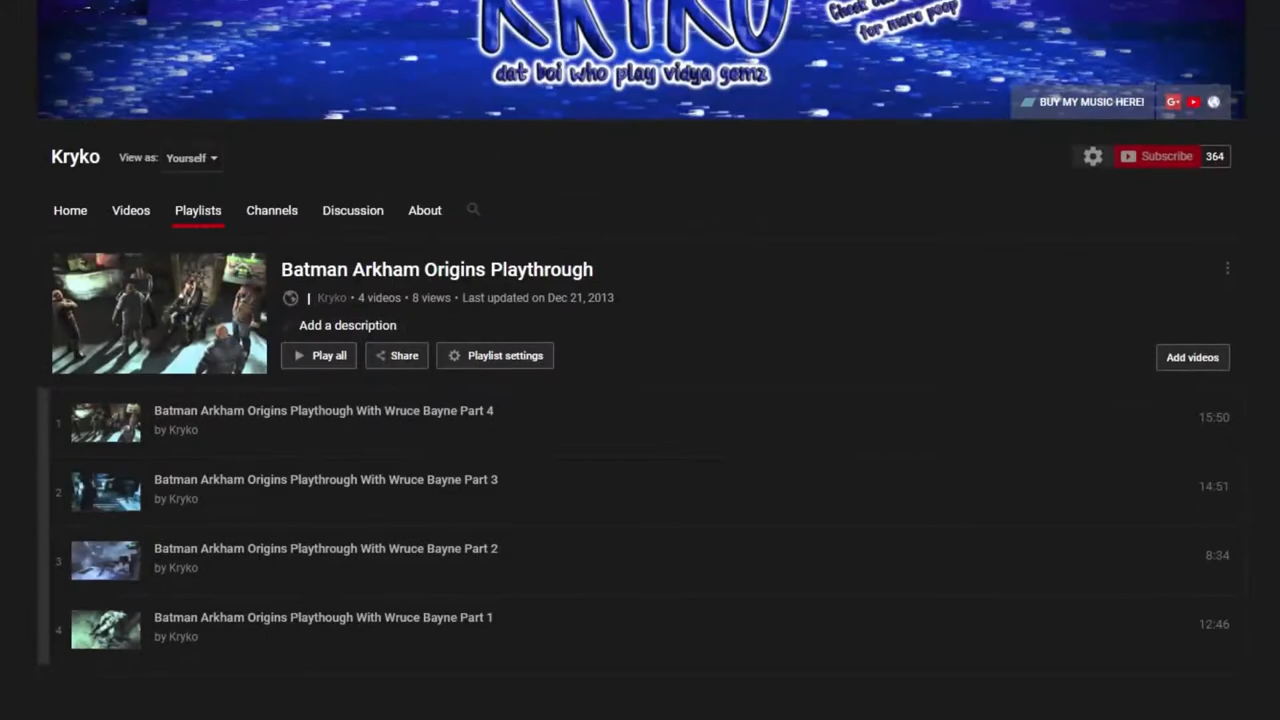 KRYKO
dat boi who play vidya gemz
for more poop
BUY MY MUSIC HERE!
G+
Kryko View as: Yourself
Subscribe 364
Home Videos Playlists Channels Discussion About
Batman Arkham Origins Playthrough
Kryko • 4 videos • 8 views • Last updated on Dec 21, 2013
Add a description
Play all Share Playlist settings
Add videos
1 Batman Arkham Origins Playthough With Wruce Bayne Part 4 15:50
by Kryko
2 Batman Arkham Origins Playthrough With Wruce Bayne Part 3 14:51
by Kryko
3 Batman Arkham Origins Playthrough With Wruce Bayne Part 2 8:34
by Kryko
4 Batman Arkham Origins Playthough With Wruce Bayne Part 1 12:46
by Kryko